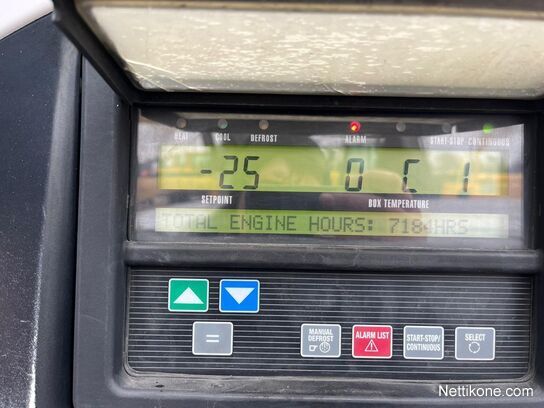 HEAT COOL DEFROST ALARM START-STOP CONTINUOUS
-25 0 C 1
SETPOINT BOX TEMPERATURE
TOTAL ENGINE HOURS: 7184HRS
=
MANUAL DEFROST
ALARM LIST
START-STOP/ CONTINUOUS
SELECT
Nettikone.com